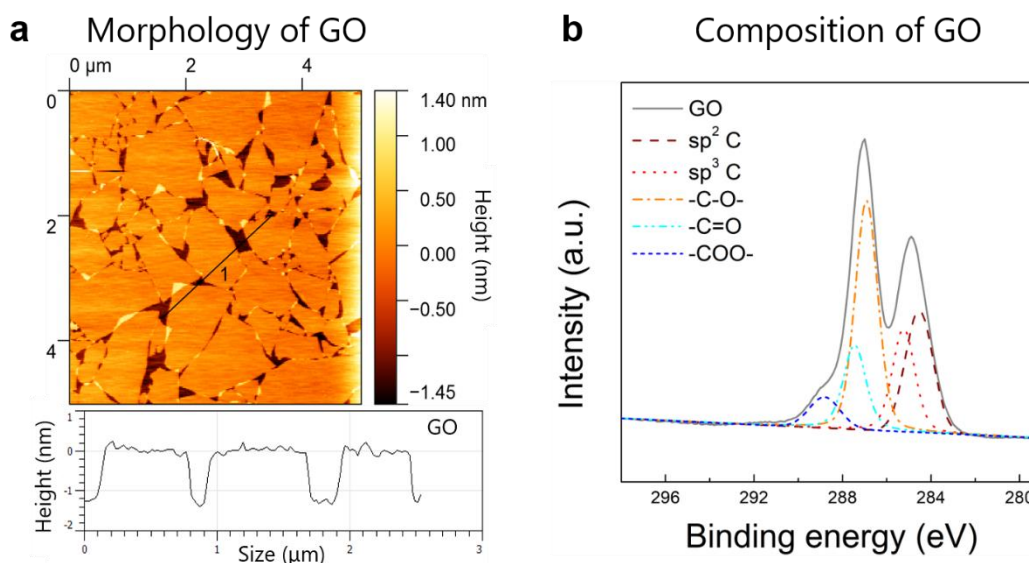 a Morphology of GO
0 µm 2 4
0
2
4
1
1.40 nm
1.00
0.50
0.00
−0.50
−1.45
Height (nm)
GO
Height (nm)
1
0
-1
-2
0 1 2 3
Size (µm)
b Composition of GO
GO
sp² C
sp³ C
-C-O-
-C=O
-COO-
Intensity (a.u.)
296 292 288 284 280
Binding energy (eV)